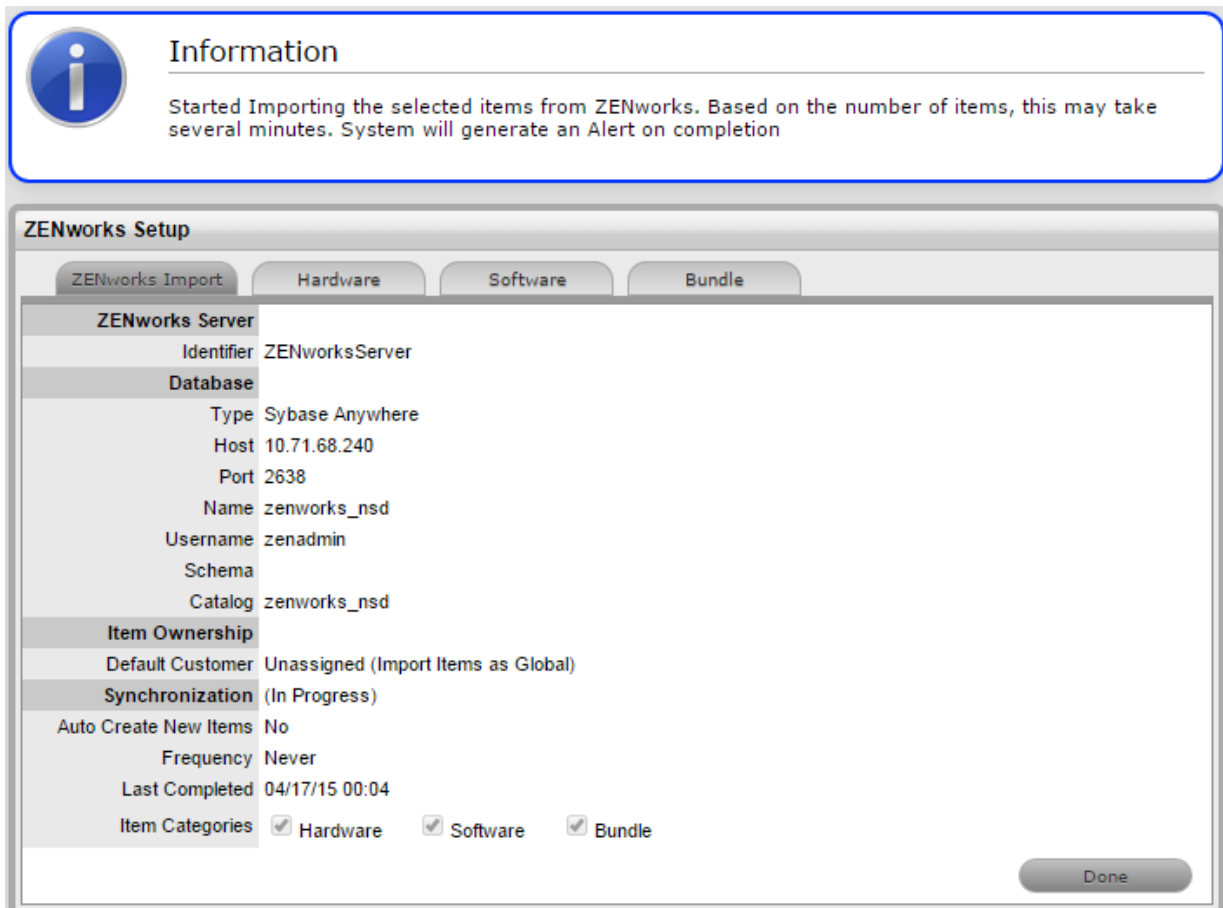 Information
Started Importing the selected items from ZENworks. Based on the number of items, this may take
several minutes. System will generate an Alert on completion
ZENworks Setup
ZENworks Import Hardware Software Bundle
ZENworks Server
Identifier ZENworksServer
Database
Type Sybase Anywhere
Host 10.71.68.240
Port 2638
Name zenworks_nsd
Username zenadmin
Schema
Catalog zenworks_nsd
Item Ownership
Default Customer Unassigned (Import Items as Global)
Synchronization (In Progress)
Auto Create New Items No
Frequency Never
Last Completed 04/17/15 00:04
Item Categories Hardware Software Bundle
Done